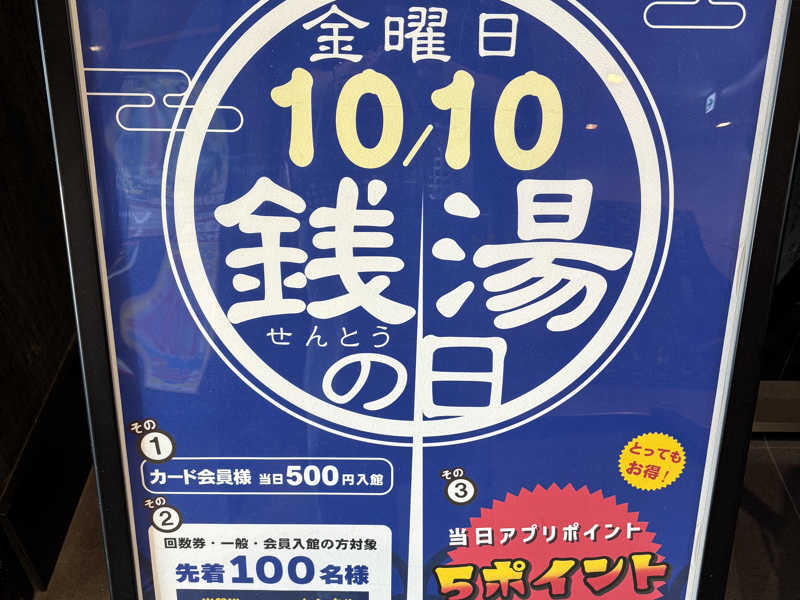 金曜日
10/10
銭湯
せんとう
の日
その
1
カード会員様 当日500円入館
その
2
回数券・一般・会員入館の方対象
先着100名様
とっても
お得!
その
3
当日アプリポイント
5ポイント